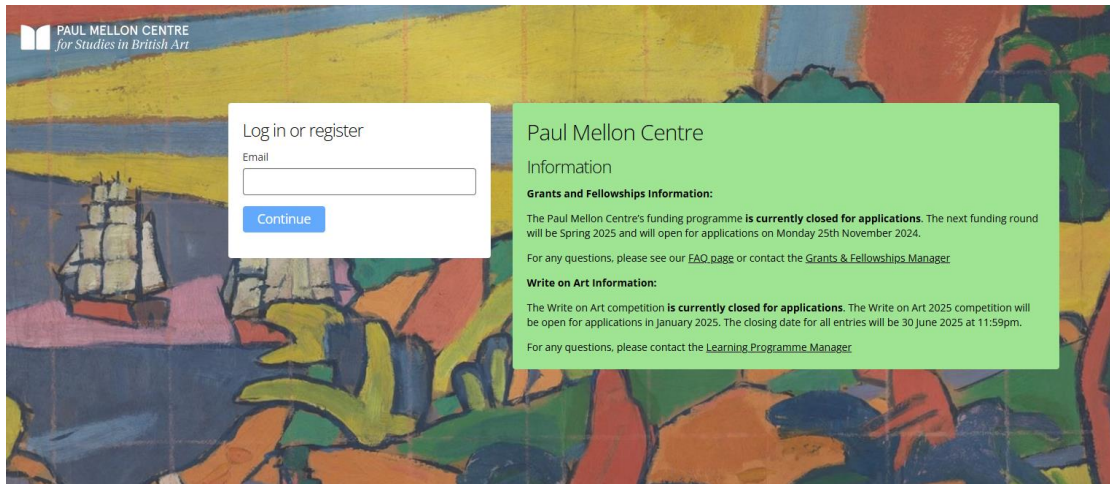 PAUL MELLON CENTRE
for Studies in British Art
Log in or register
Email
Continue
Paul Mellon Centre
Information
Grants and Fellowships Information:
The Paul Mellon Centre's funding programme is currently closed for applications. The next funding round
will be Spring 2025 and will open for applications on Monday 25th November 2024.
For any questions, please see our FAQ page or contact the Grants & Fellowships Manager
Write on Art Information:
The Write on Art competition is currently closed for applications. The Write on Art 2025 competition will
be open for applications in January 2025. The closing date for all entries will be 30 June 2025 at 11:59pm.
For any questions, please contact the Learning Programme Manager